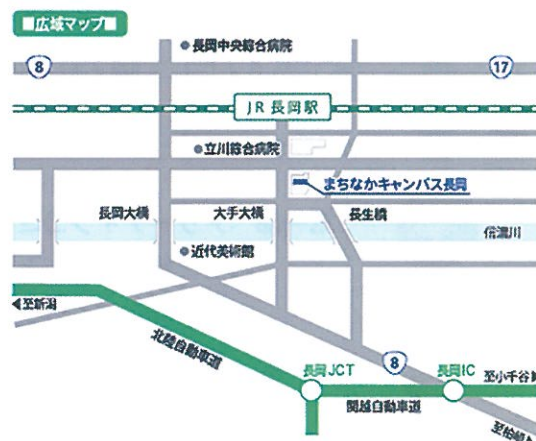 ■広域マップ■
長岡中央綜合病院
8
17
JR 長岡駅
立川綜合病院
まちなかキャンパス長岡
長岡大橋
大手大橋
長生橋
信濃川
近代美術館
◀至新潟
北陸自動車道
長岡JCT
8
長岡IC
至小千谷▶
関越自動車道
至柏崎